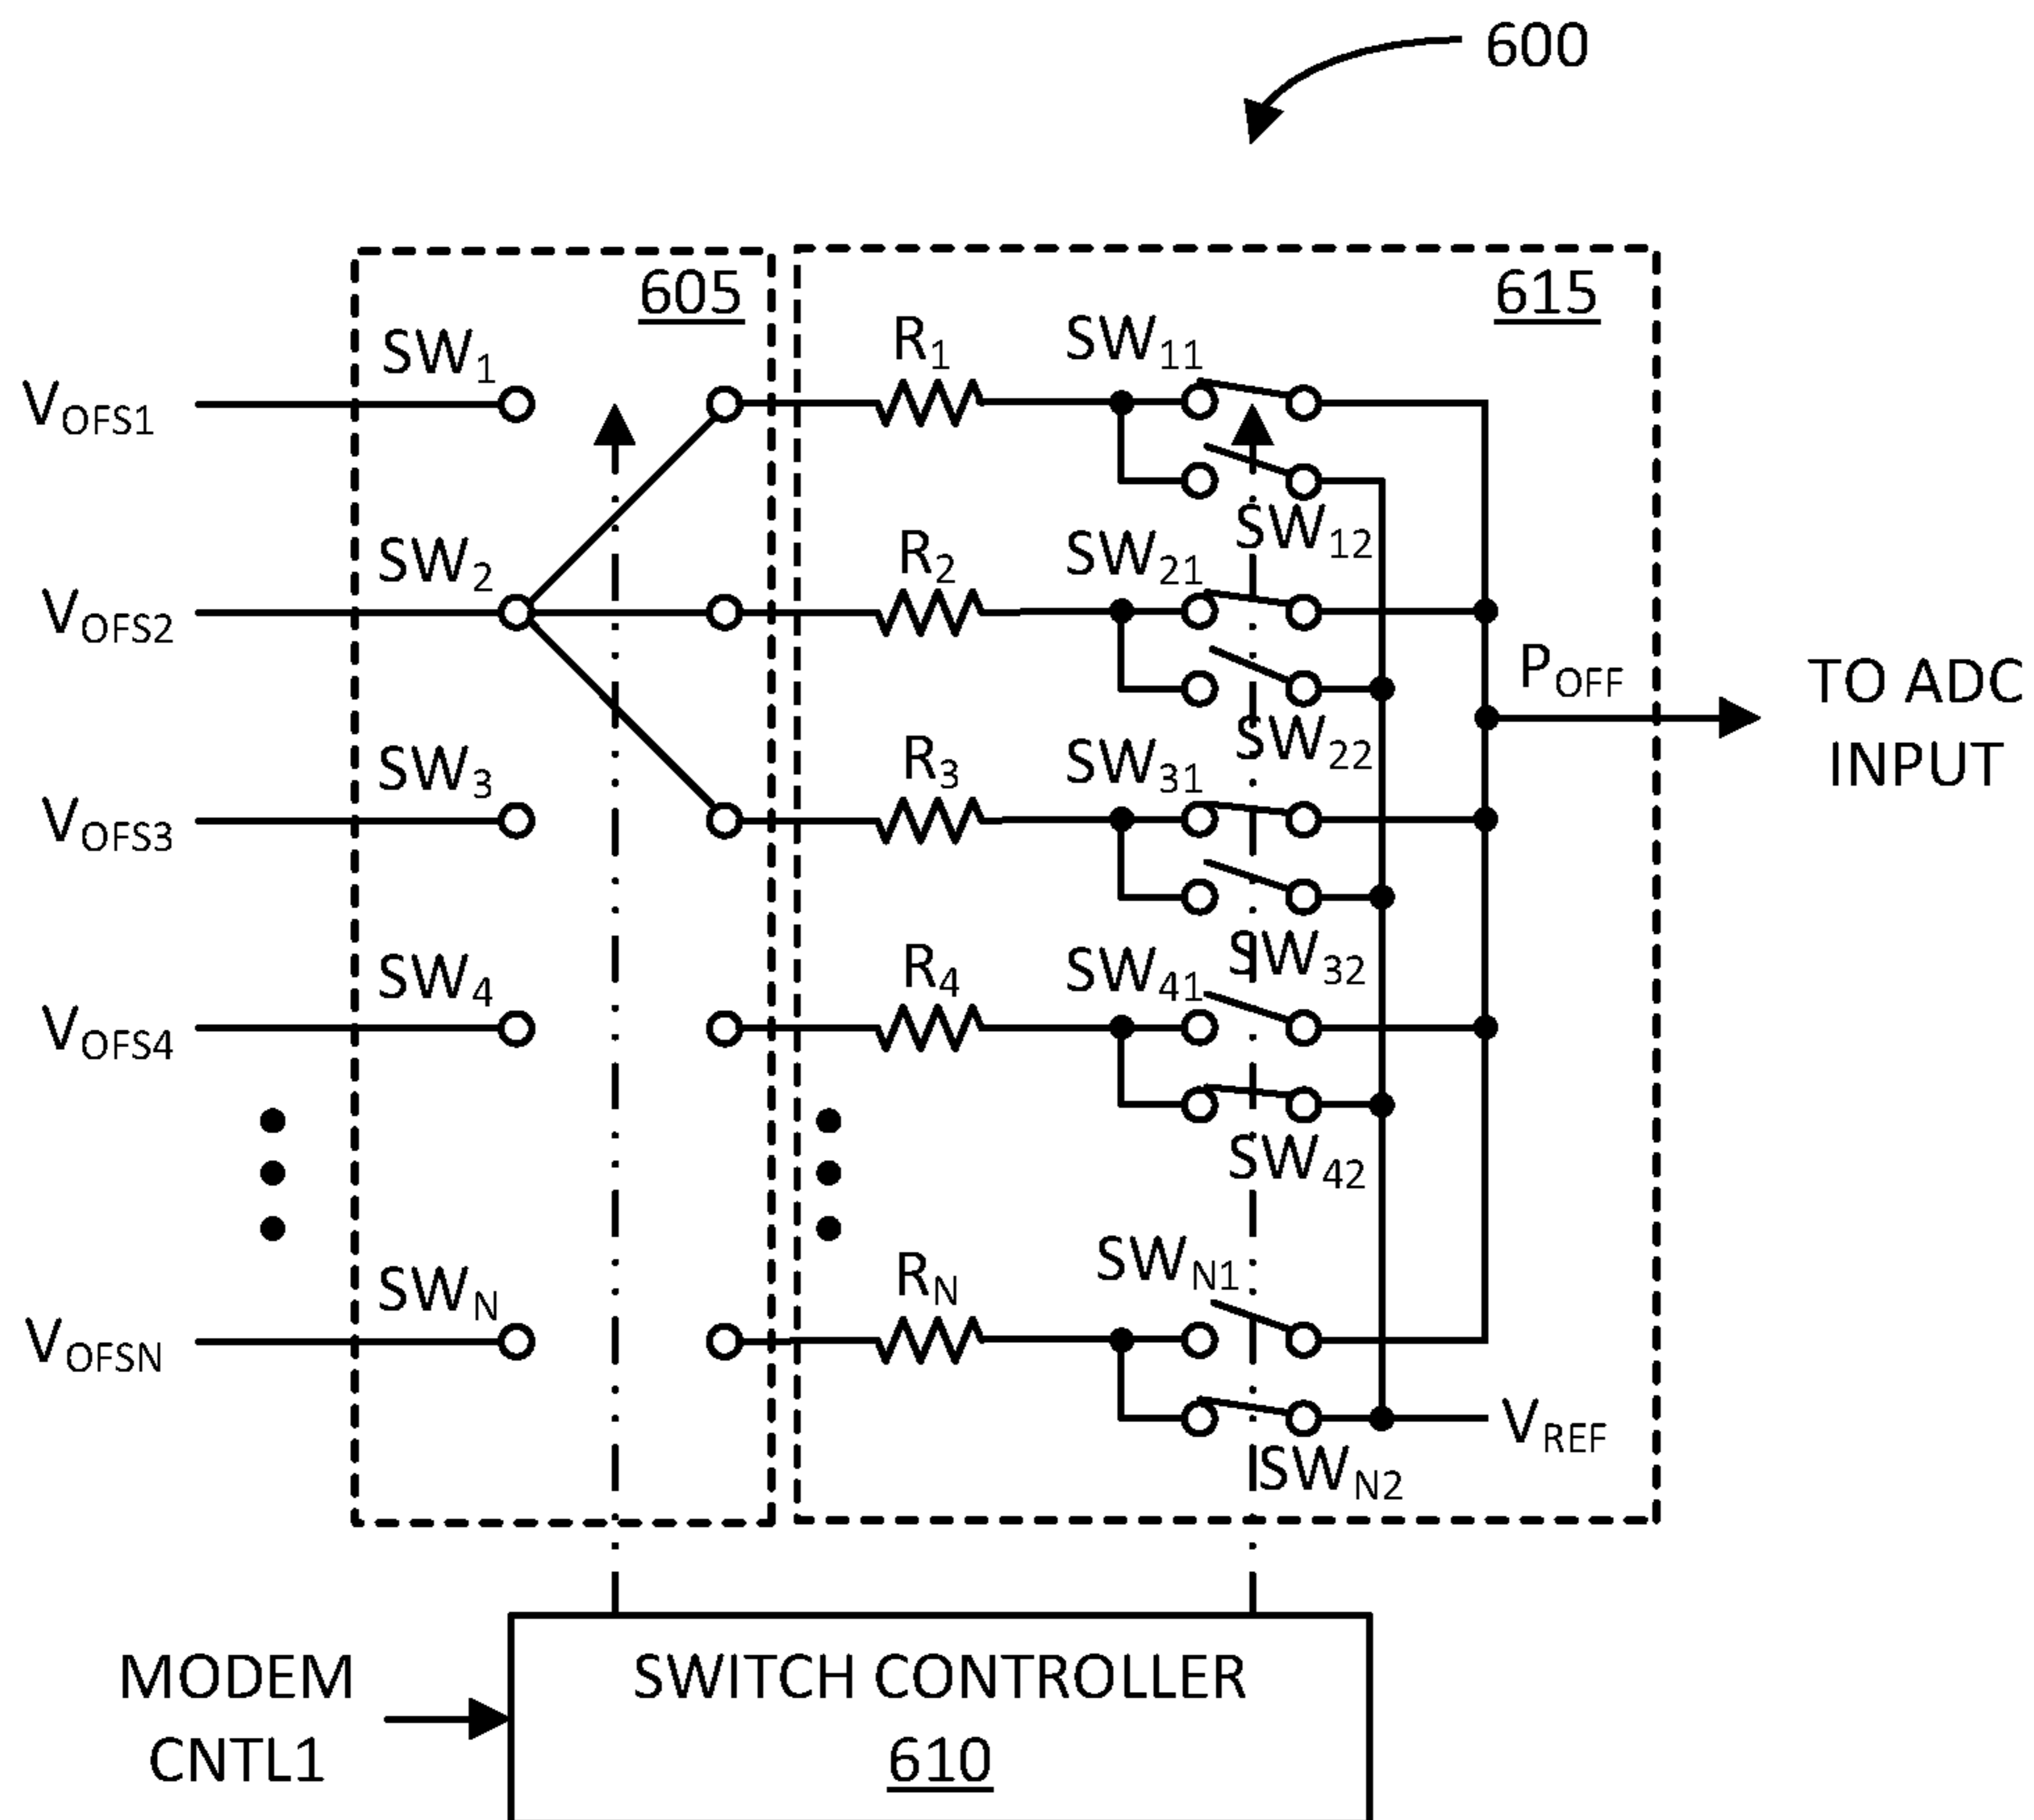 600
605
615
SW1
R1
SW11
VOFS1
SW12
SW2
R2
SW21
VOFS2
POFF
TO ADC
INPUT
SW22
SW3
R3
SW31
VOFS3
SW32
SW4
R4
SW41
VOFS4
SW42
SWN
RN
SWN1
VOFSN
VREF
SWN2
MODEM
CNTL1
SWITCH CONTROLLER
610